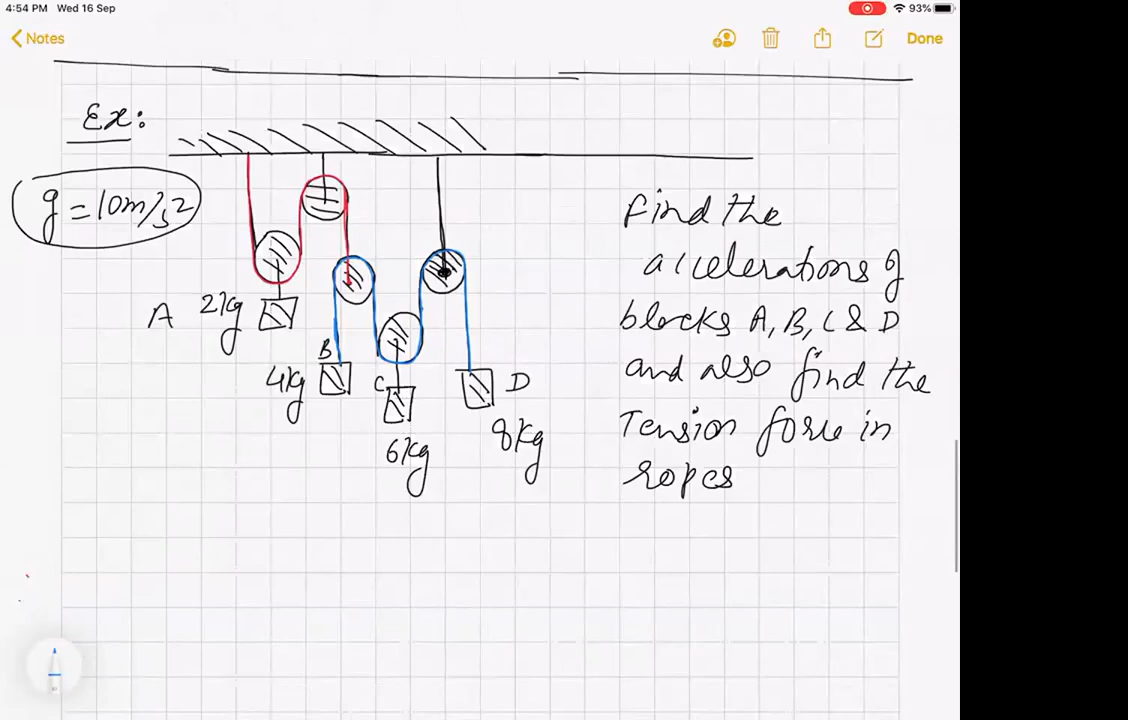 4:54 PM Wed 16 Sep
93%
Notes
Done
Ex:
g = 10m/s2
Find the
accelerations of
blocks A, B, C & D
and also find the
Tension force in
ropes
A 2kg
B
4kg
C
D
6kg
8kg